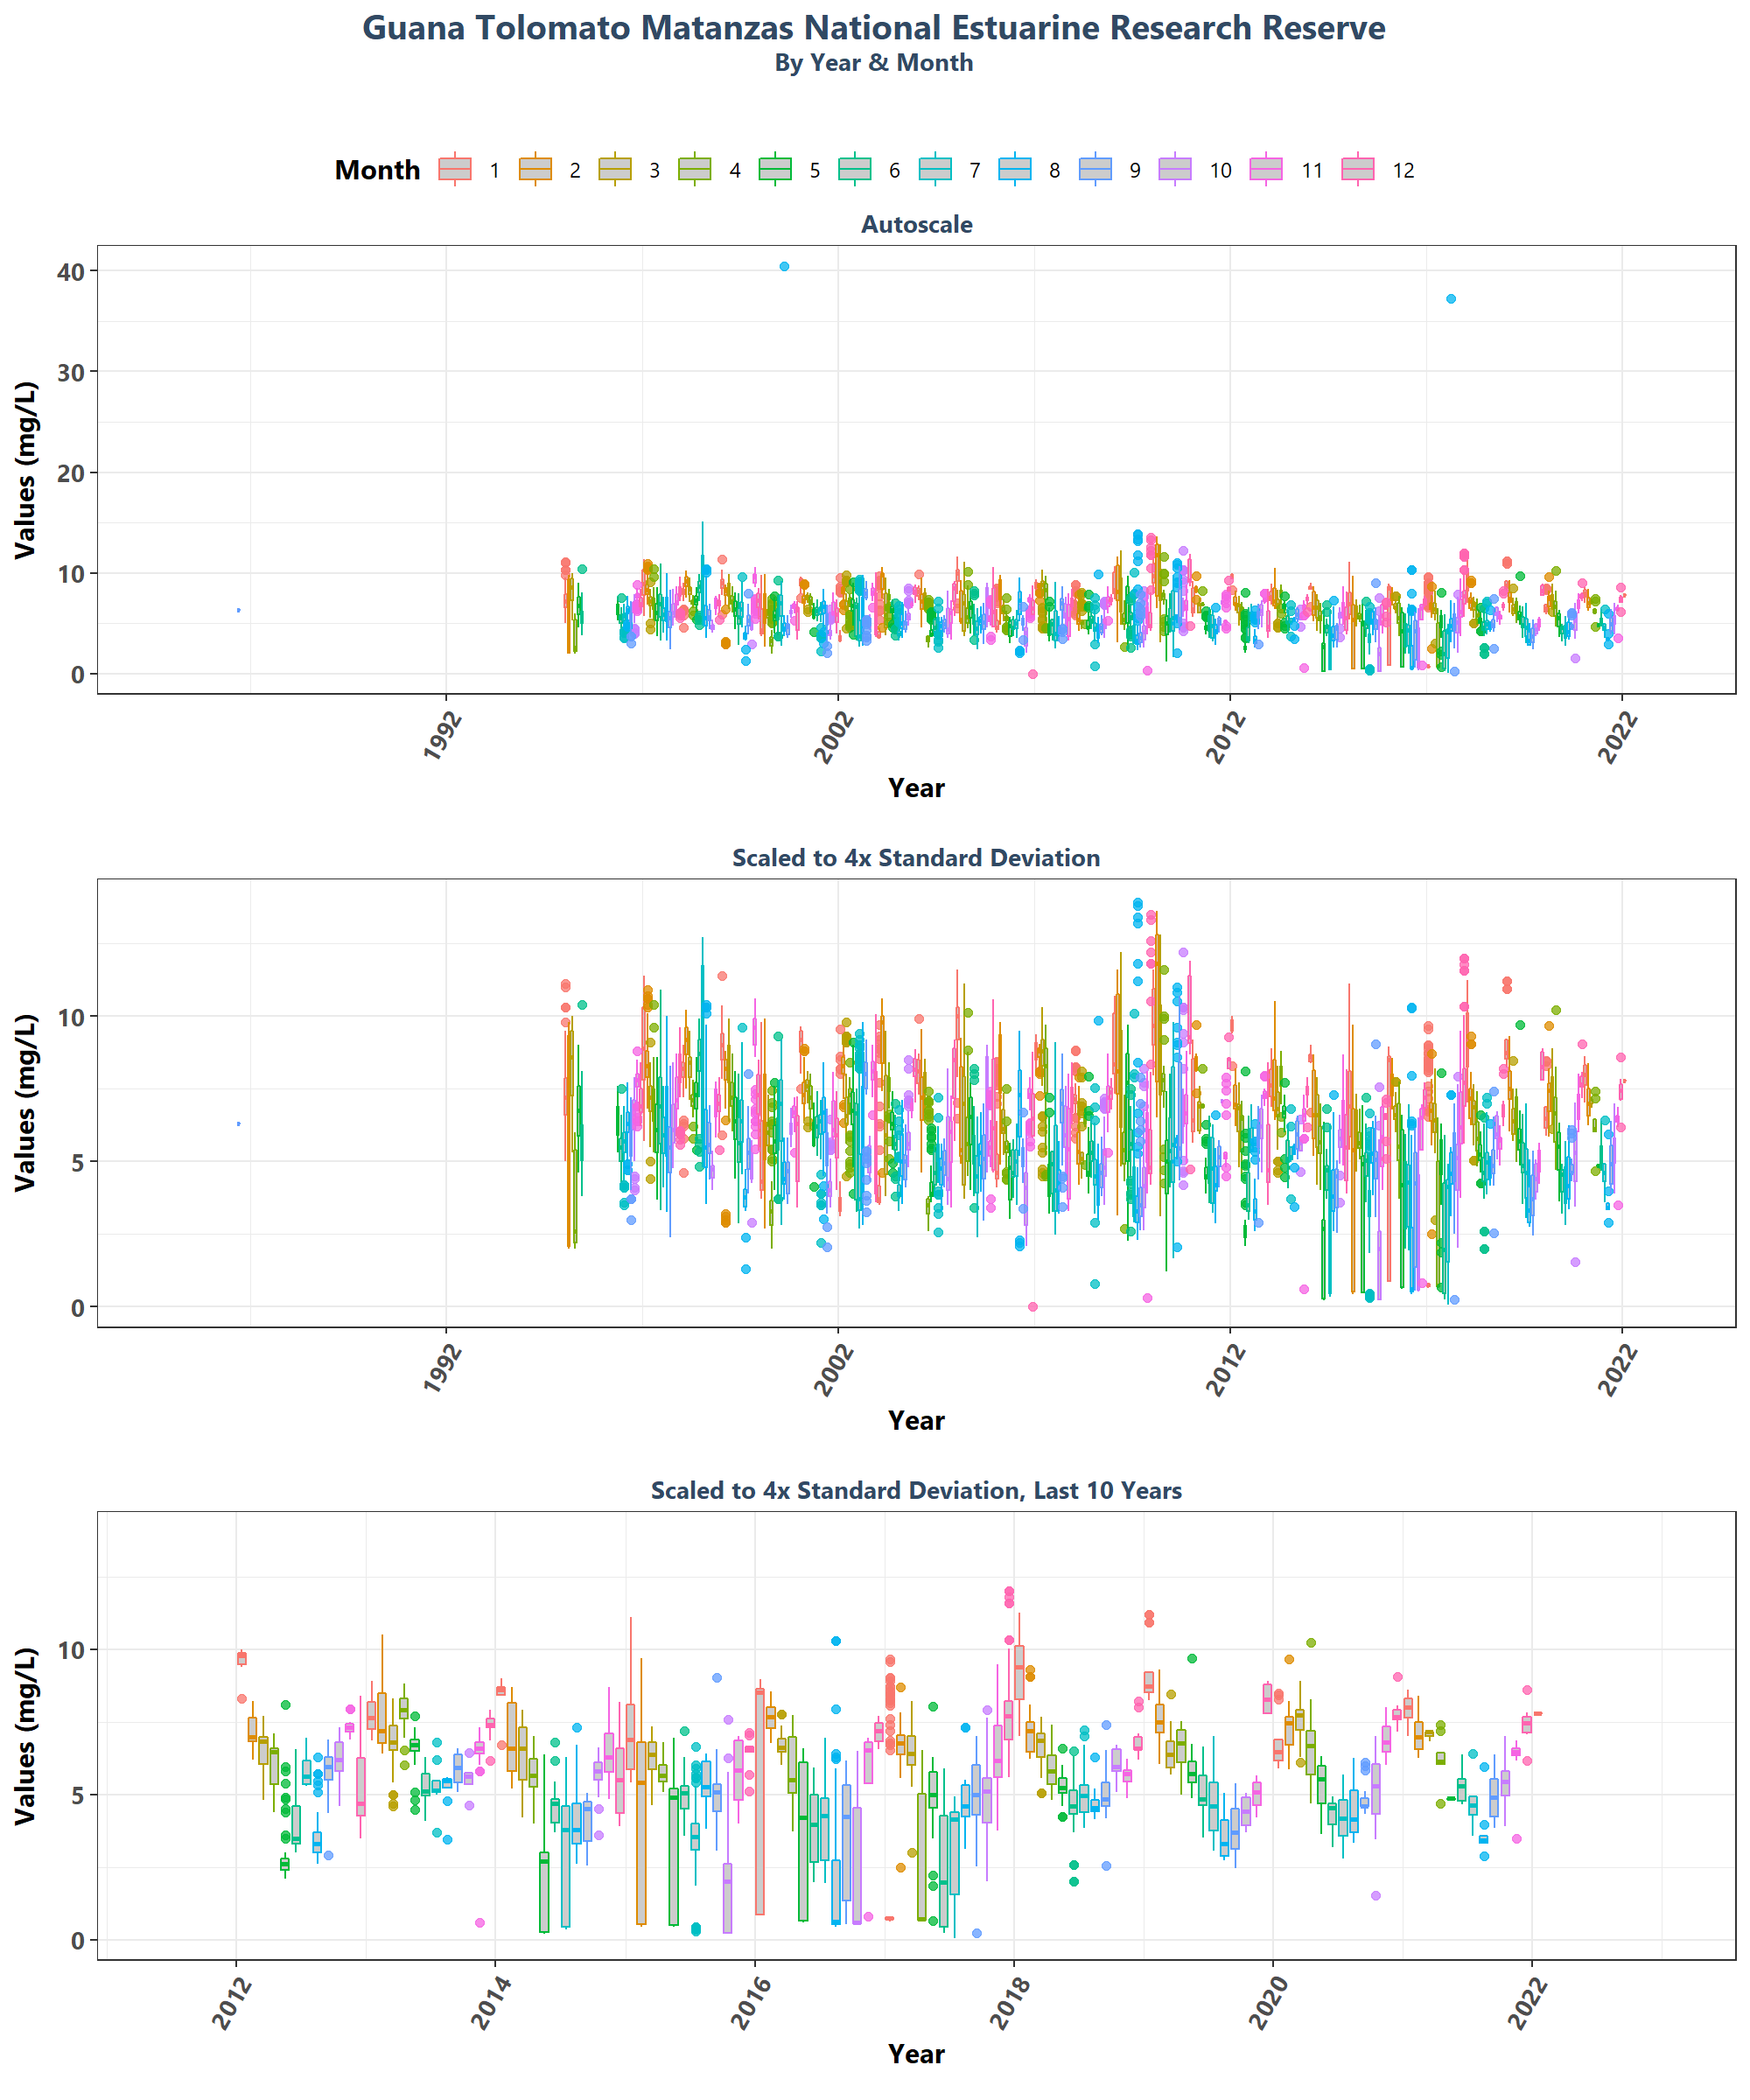 Guana Tolomato Matanzas National Estuarine Research Reserve
By Year & Month
Month 1 2 3 4 5 6 7 8 9 10 11 12
Autoscale
Values (mg/L)
40
30
20
10
0
1992 2002 2012 2022
Year
Scaled to 4x Standard Deviation
Values (mg/L)
10
5
0
1992 2002 2012 2022
Year
Scaled to 4x Standard Deviation, Last 10 Years
Values (mg/L)
10
5
0
2012 2014 2016 2018 2020 2022
Year